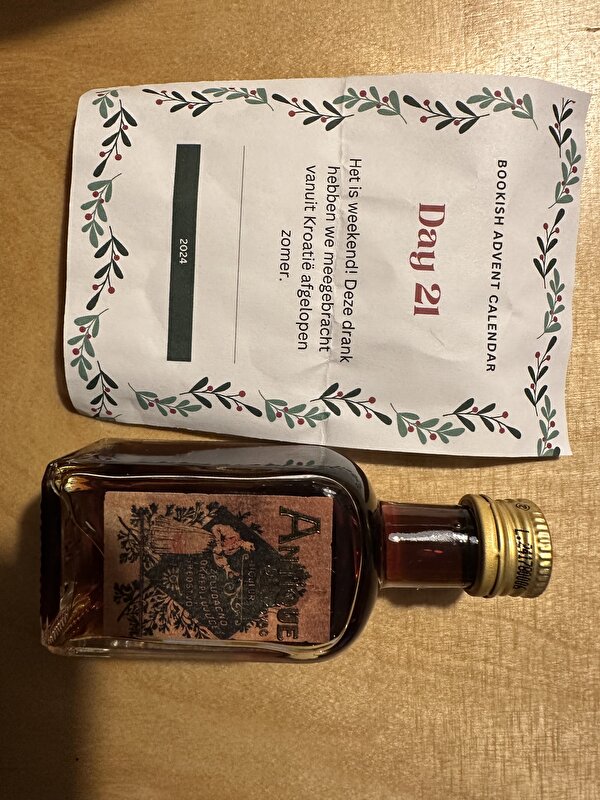 BOOKISH ADVENT CALENDAR
Day 21
Het is weekend! Deze drank
hebben we meegebracht
vanuit Kroatië afgelopen
zomer.
2024
ANTIQUE